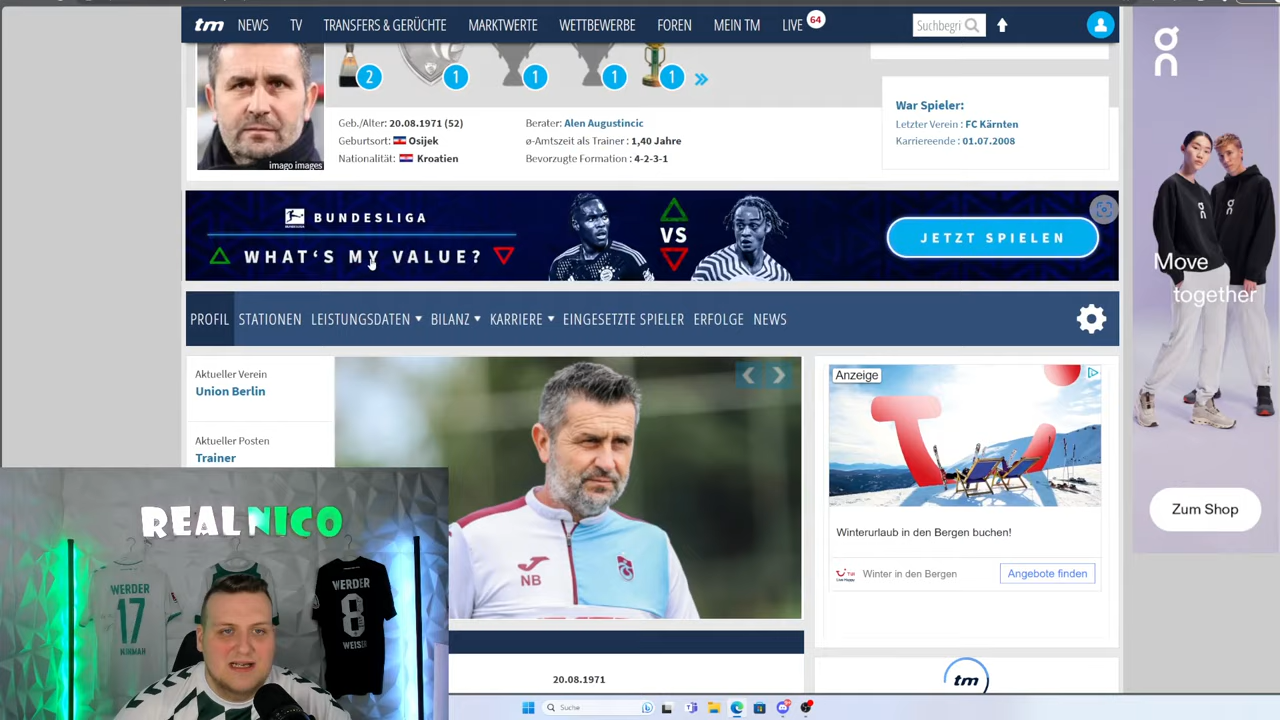 tm NEWS TV TRANSFERS & GERÜCHTE MARKTWERTE WETTBEWERBE FOREN MEIN TM LIVE 64 Suchbegri
2 1 1 1 1
imago images
Geb./Alter: 20.08.1971 (52)
Geburtsort: Osijek
Nationalität: Kroatien
Berater: Alen Augustincic
ø-Amtszeit als Trainer : 1,40 Jahre
Bevorzugte Formation : 4-2-3-1
War Spieler:
Letzter Verein : FC Kärnten
Karriereende : 01.07.2008
on
Move
together
Zum Shop
BUNDESLIGA
WHAT'S MY VALUE?
VS
JETZT SPIELEN
PROFIL STATIONEN LEISTUNGSDATEN BILANZ KARRIERE EINGESETZTE SPIELER ERFOLGE NEWS
Aktueller Verein
Union Berlin
Aktueller Posten
Trainer
NB
Anzeige
Winterurlaub in den Bergen buchen!
Winter in den Bergen
Angebote finden
tm
20.08.1971
REALNICO
WERDER
17
WERDER
8
WEISER
Suche